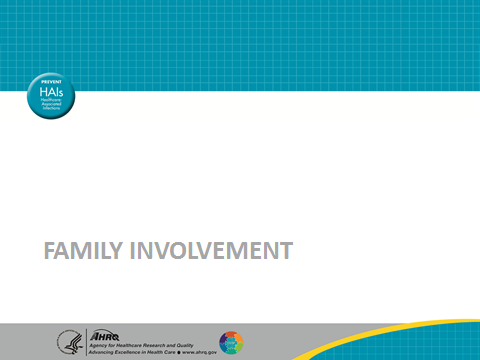 PREVENT
HAIs
Healthcare
Associated
Infections
FAMILY INVOLVEMENT
AHRQ
Agency for Healthcare Research and Quality
Advancing Excellence in Health Care • www.ahrq.gov